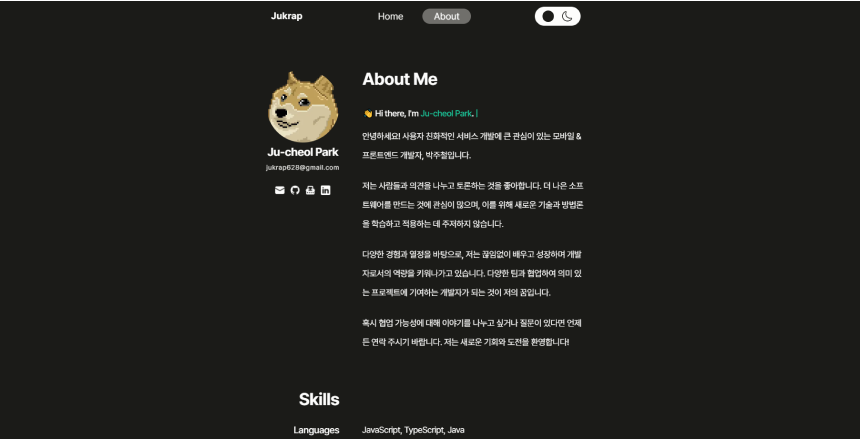 Jukrap
Home
About
Ju-cheol Park
jukrap628@gmail.com
About Me
👋 Hi there, I'm Ju-cheol Park. |
안녕하세요! 사용자 친화적인 서비스 개발에 큰 관심이 있는 모바일 &
프론트엔드 개발자, 박주철입니다.
저는 사람들과 의견을 나누고 토론하는 것을 좋아합니다. 더 나은 소프
트웨어를 만드는 것에 관심이 많으며, 이를 위해 새로운 기술과 방법론
을 학습하고 적용하는 데 주저하지 않습니다.
다양한 경험과 열정을 바탕으로, 저는 끊임없이 배우고 성장하며 개발
자로서의 역량을 키워나가고 있습니다. 다양한 팀과 협업하여 의미 있
는 프로젝트에 기여하는 개발자가 되는 것이 저의 꿈입니다.
혹시 협업 가능성에 대해 이야기를 나누고 싶거나 질문이 있다면 언제
든 연락 주시기 바랍니다. 저는 새로운 기회와 도전을 환영합니다!
Skills
Languages
JavaScript, TypeScript, Java